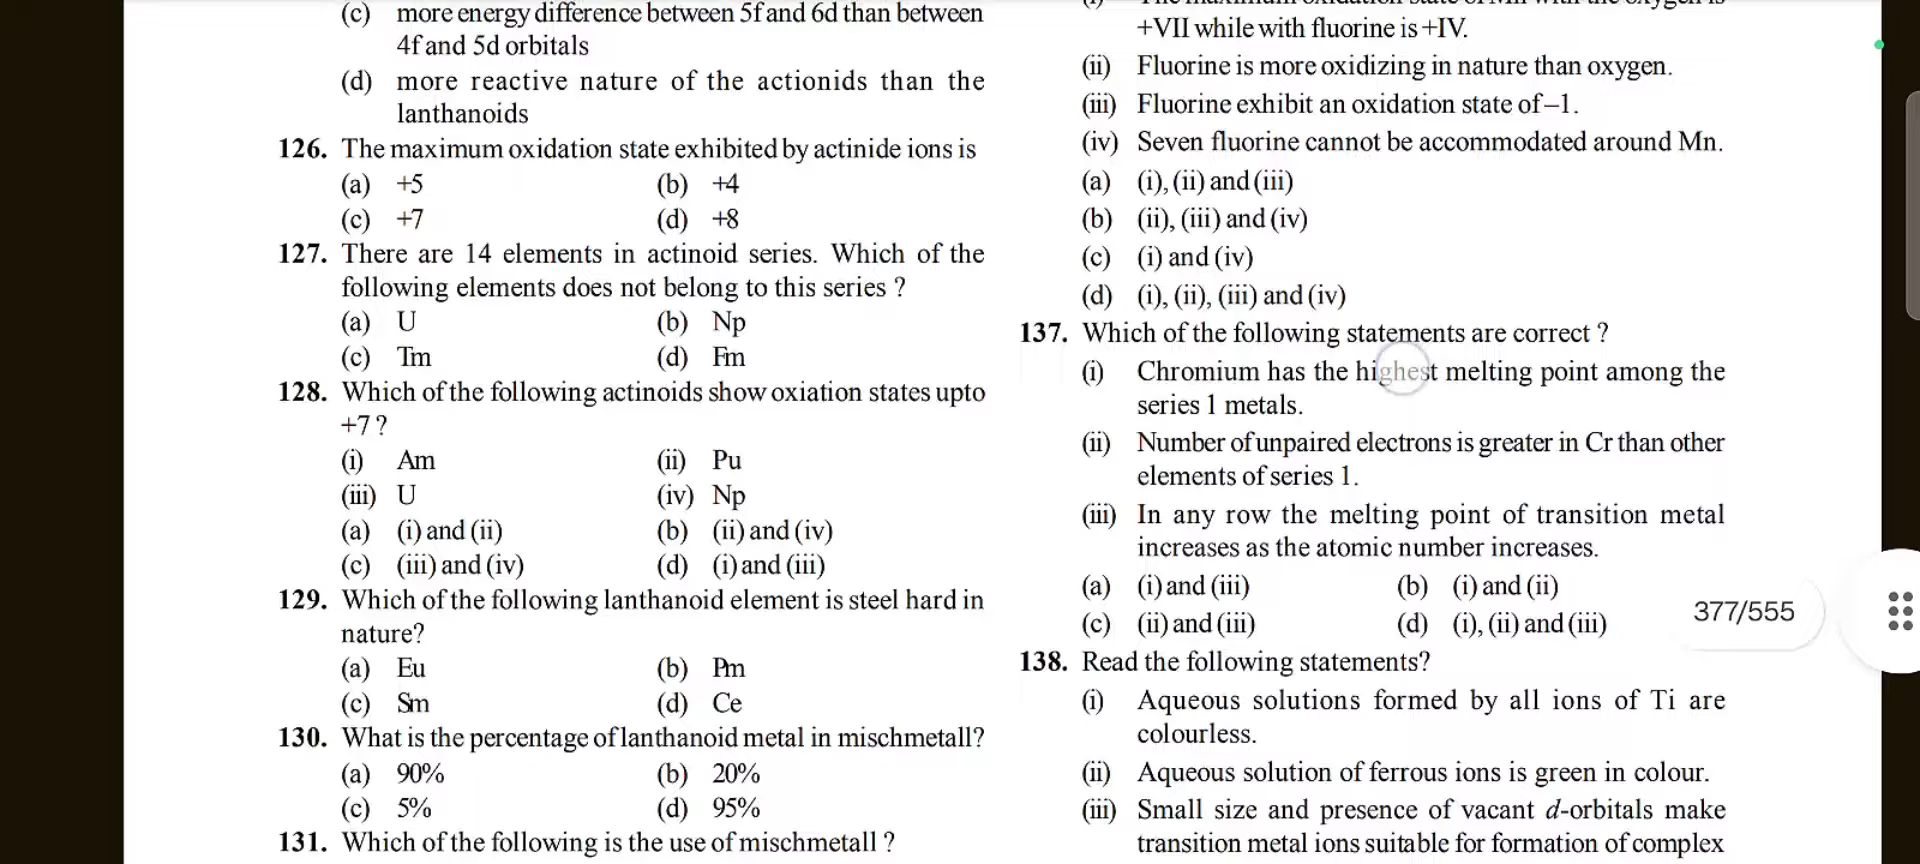 (c) more energy difference between 5f and 6d than between
4f and 5d orbitals
(d) more reactive nature of the actionids than the
lanthanoids
126. The maximum oxidation state exhibited by actinide ions is
(a) +5 (b) +4
(c) +7 (d) +8
127. There are 14 elements in actinoid series. Which of the
following elements does not belong to this series ?
(a) U (b) Np
(c) Tm (d) Fm
128. Which of the following actinoids show oxiation states upto
+7 ?
(i) Am (ii) Pu
(iii) U (iv) Np
(a) (i) and (ii) (b) (ii) and (iv)
(c) (iii) and (iv) (d) (i) and (iii)
129. Which of the following lanthanoid element is steel hard in
nature?
(a) Eu (b) Pm
(c) Sm (d) Ce
130. What is the percentage of lanthanoid metal in mischmetall?
(a) 90% (b) 20%
(c) 5% (d) 95%
131. Which of the following is the use of mischmetall ?
+VII while with fluorine is +IV.
(ii) Fluorine is more oxidizing in nature than oxygen.
(iii) Fluorine exhibit an oxidation state of –1.
(iv) Seven fluorine cannot be accommodated around Mn.
(a) (i), (ii) and (iii)
(b) (ii), (iii) and (iv)
(c) (i) and (iv)
(d) (i), (ii), (iii) and (iv)
137. Which of the following statements are correct ?
(i) Chromium has the highest melting point among the
series 1 metals.
(ii) Number of unpaired electrons is greater in Cr than other
elements of series 1.
(iii) In any row the melting point of transition metal
increases as the atomic number increases.
(a) (i) and (iii) (b) (i) and (ii)
(c) (ii) and (iii) (d) (i), (ii) and (iii)
377/555
138. Read the following statements?
(i) Aqueous solutions formed by all ions of Ti are
colourless.
(ii) Aqueous solution of ferrous ions is green in colour.
(iii) Small size and presence of vacant d-orbitals make
transition metal ions suitable for formation of complex